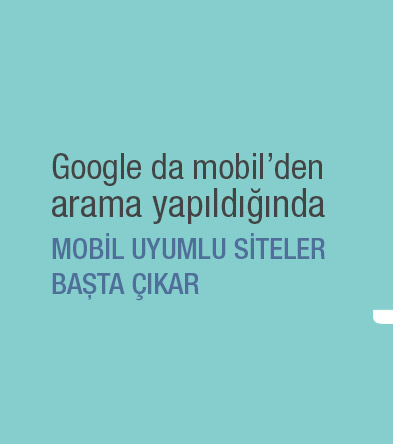 Google da mobil’den
arama yapıldığında
MOBİL UYUMLU SİTELER
BAŞTA ÇIKAR